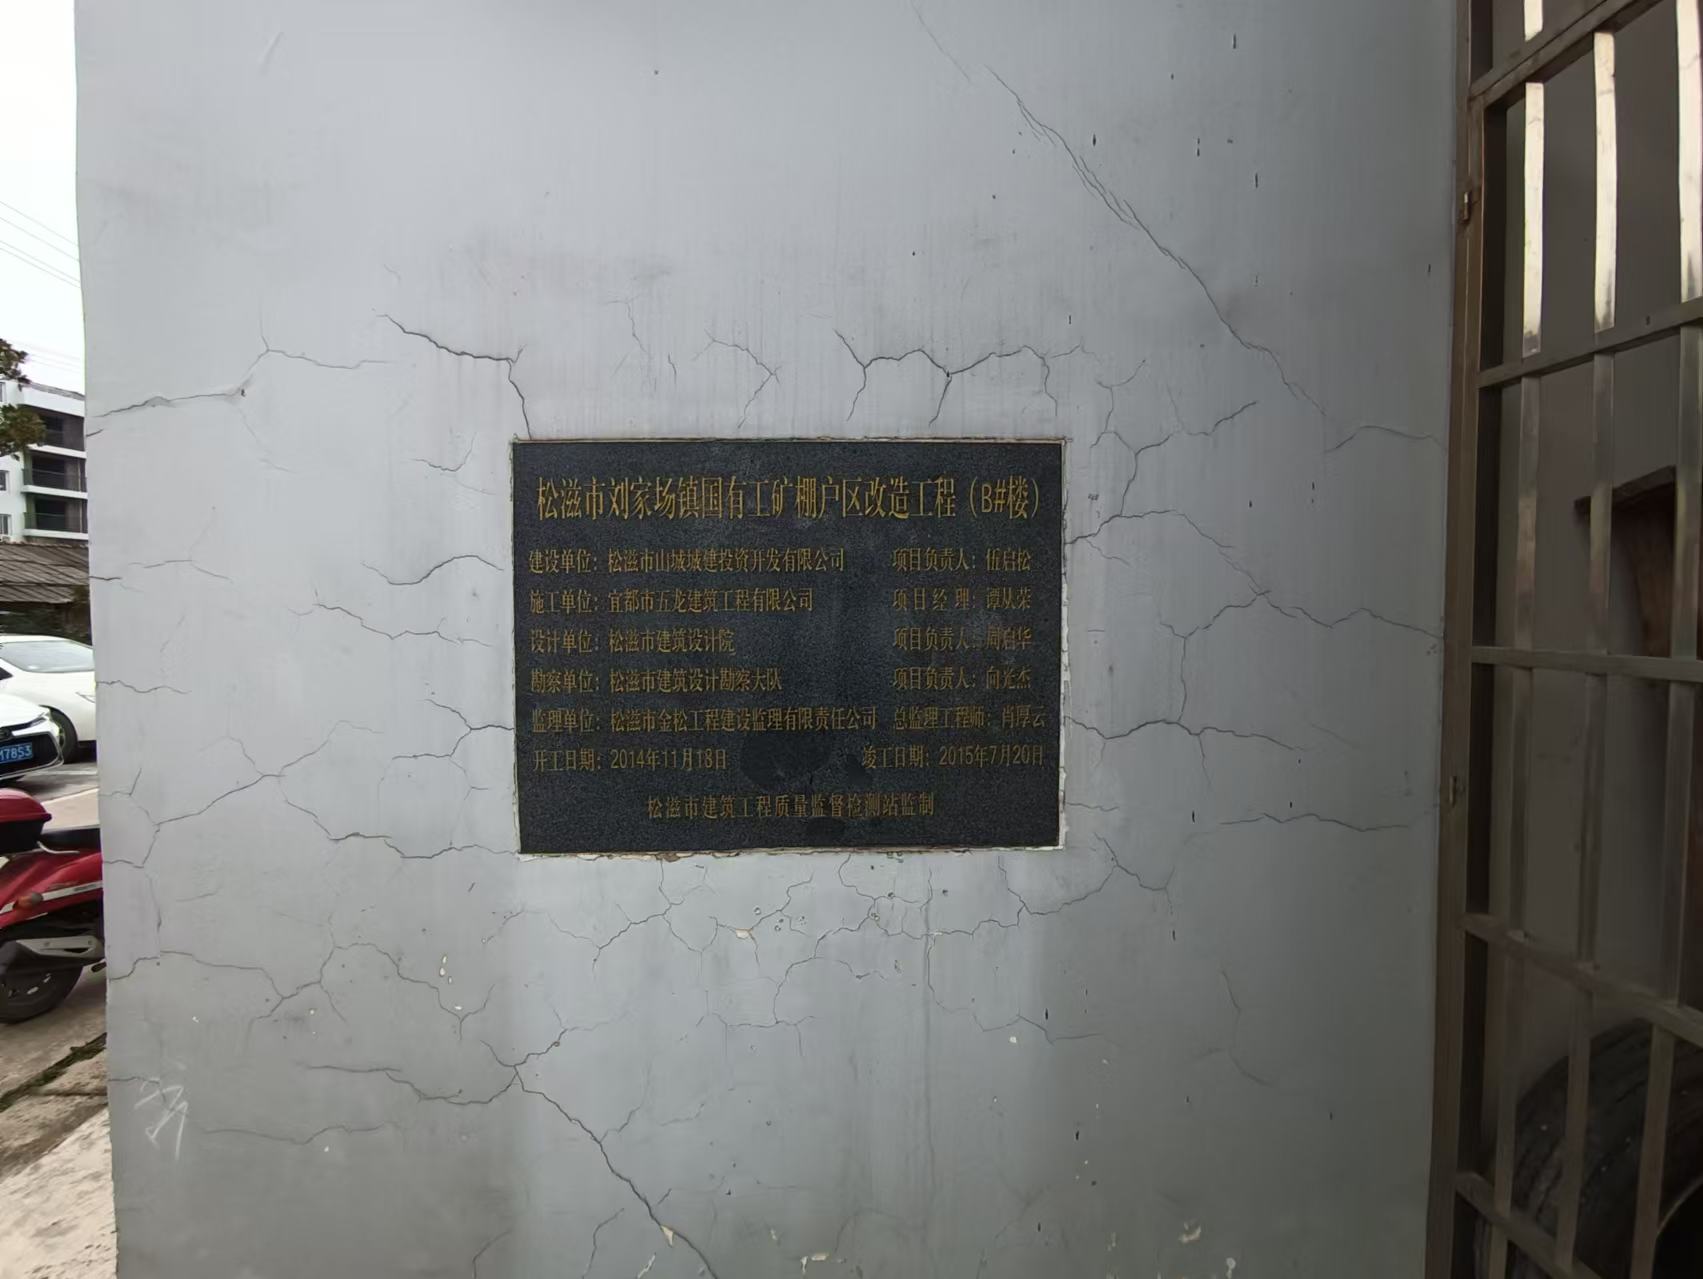 松滋市刘家场镇国有工矿棚户区改造工程（B#楼）
建设单位：松滋市山城城建投资开发有限公司 项目负责人：伍启松
施工单位：宜都市五龙建筑工程有限公司 项目经理：谭从荣
设计单位：松滋市建筑设计院 项目负责人：周启华
勘察单位：松滋市建筑设计勘察大队 项目负责人：向光杰
监理单位：松滋市金松工程建设监理有限责任公司 总监理工程师：肖厚云
开工日期：2014年11月18日 竣工日期：2015年7月20日
松滋市建筑工程质量监督检测站监制